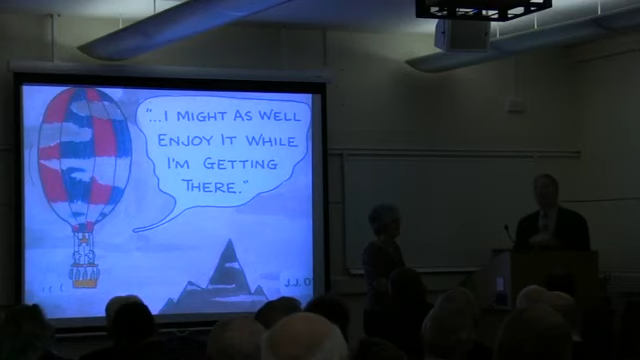 "...I MIGHT AS WELL
ENJOY IT WHILE
I'M GETTING
THERE."
J.J. O'